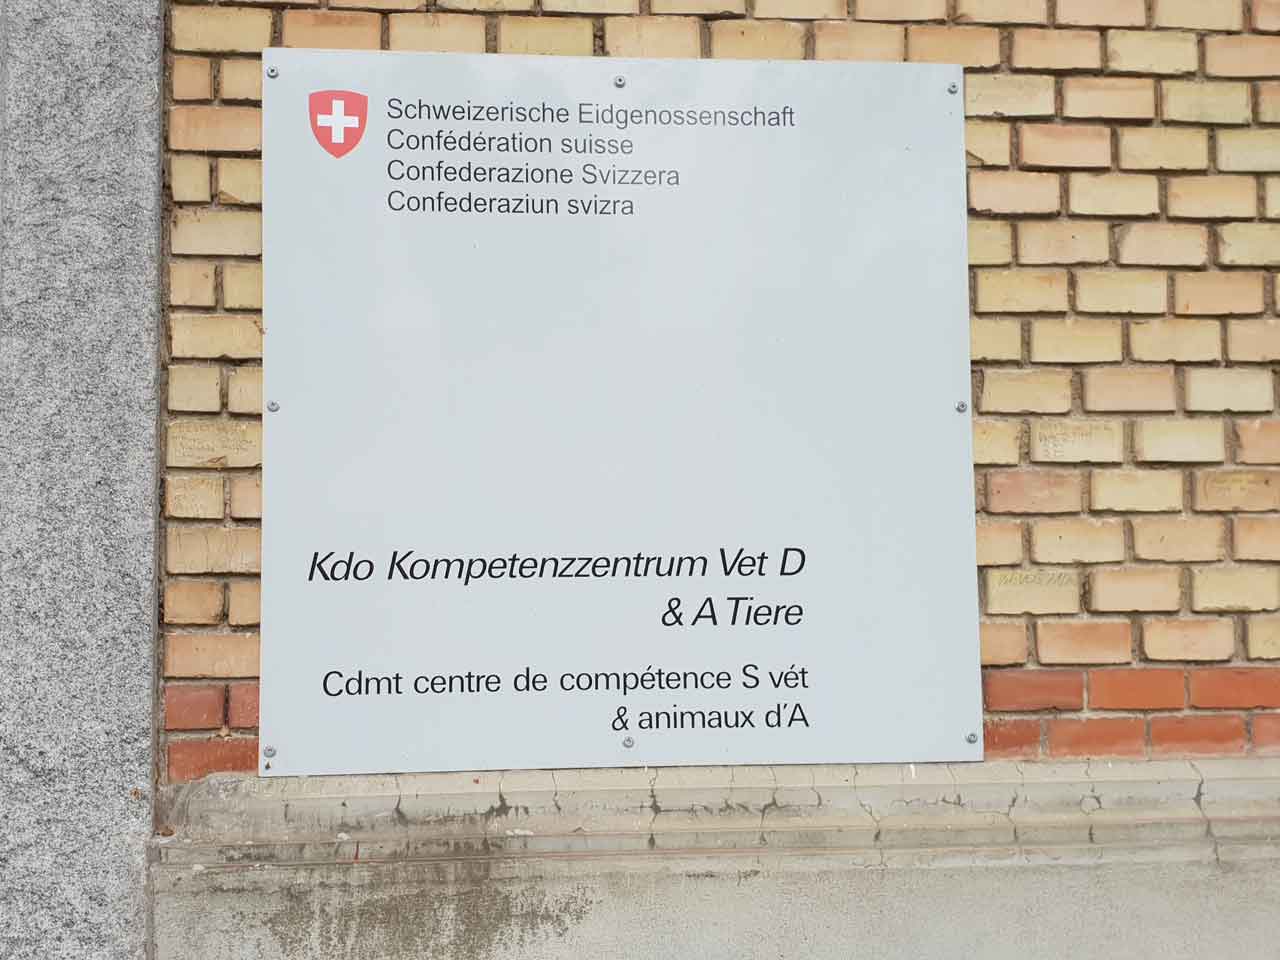 Schweizerische Eidgenossenschaft
Confédération suisse
Confederazione Svizzera
Confederaziun svizra
Kdo Kompetenzzentrum Vet D
& A Tiere
Cdmt centre de compétence S vét
& animaux d'A